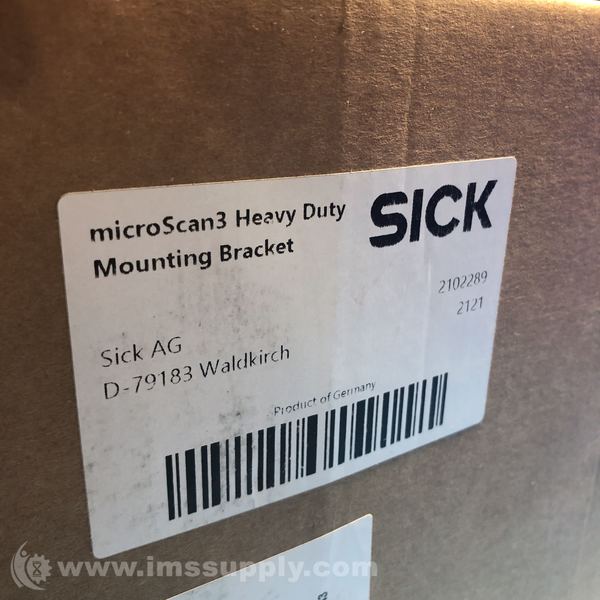 microScan3 Heavy Duty
Mounting Bracket
SICK
2102289
2121
Sick AG
D-79183 Waldkirch
Product of Germany
www.imssupply.com